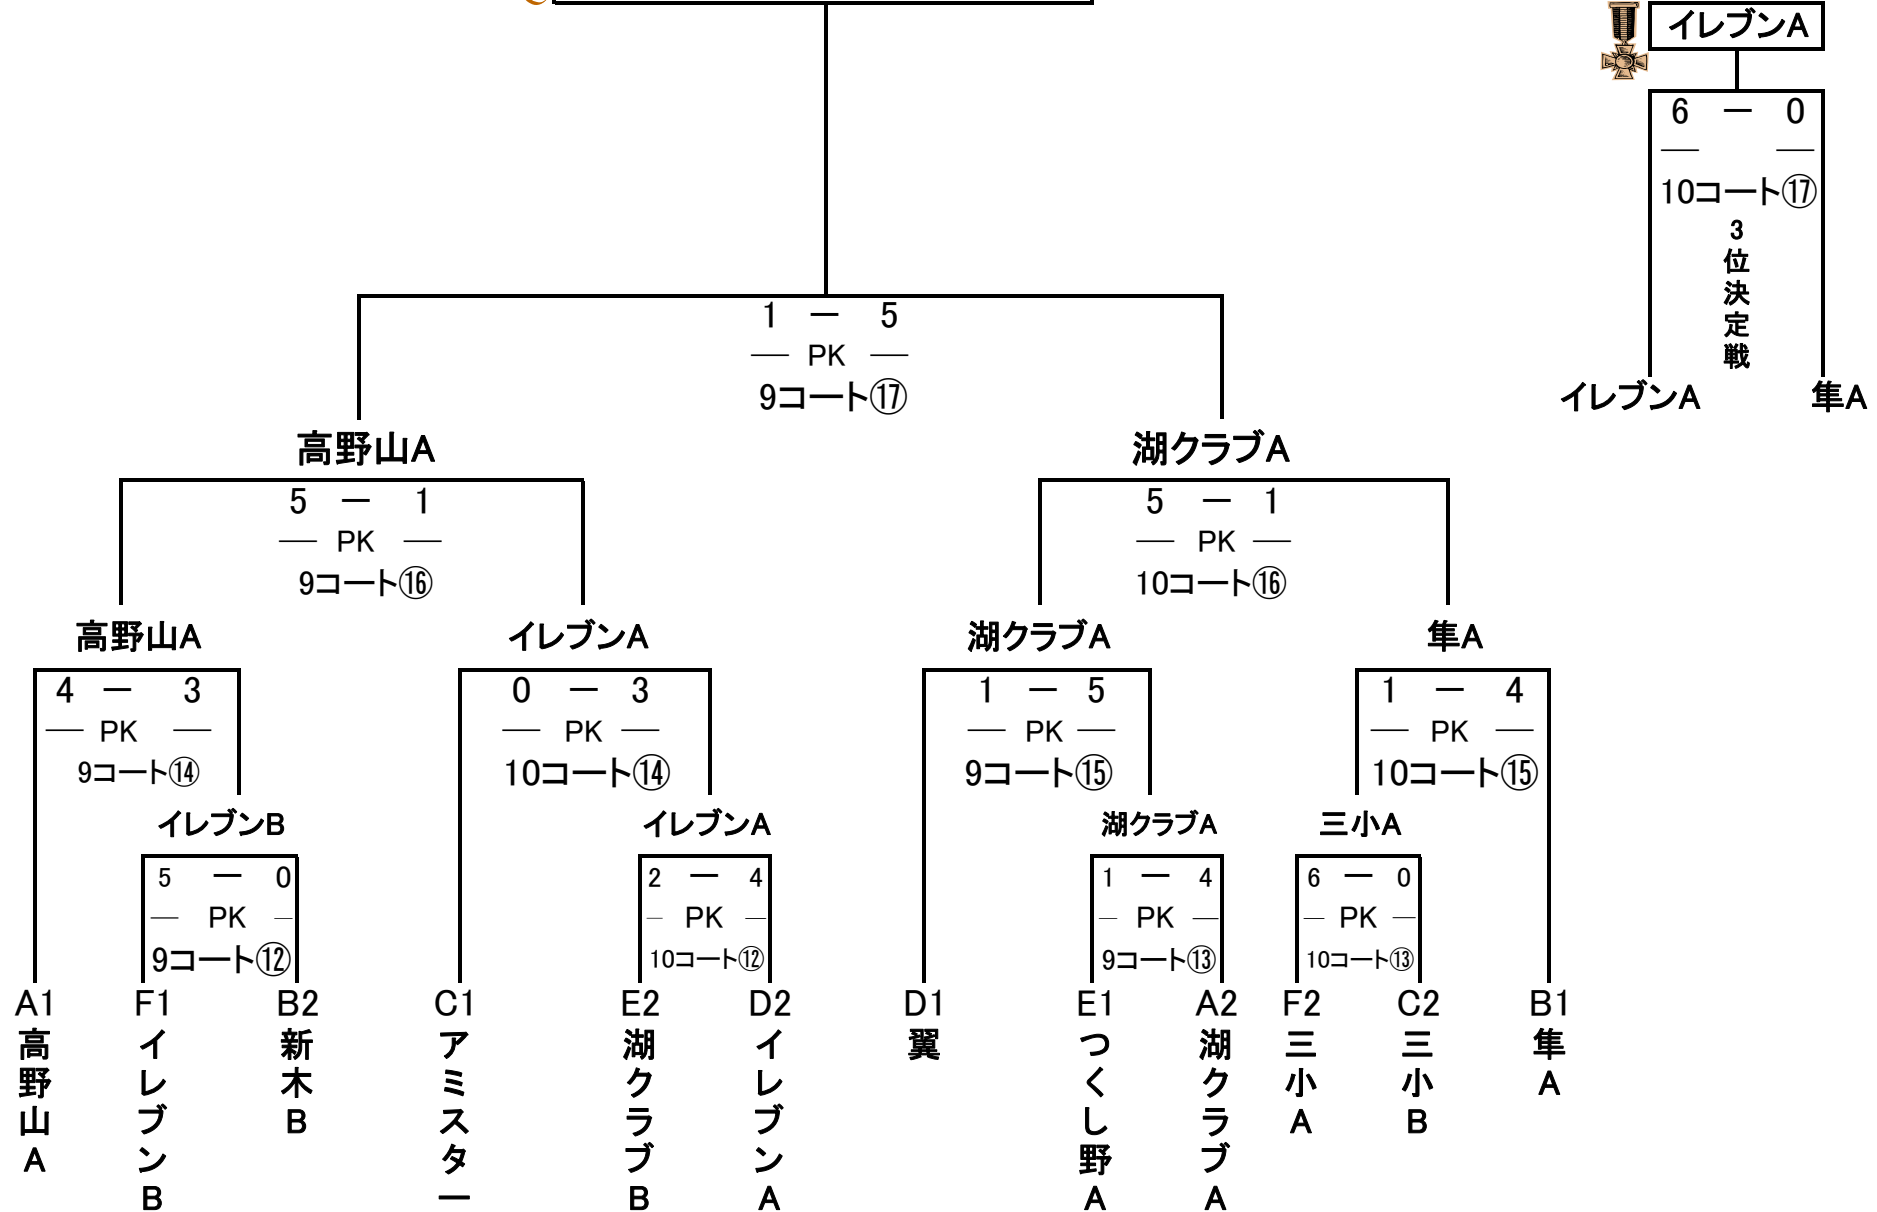 イレブンA
6 ー 0
10コート⑰
3位決定戦
イレブンA 隼A
1 ー 5
PK
9コート⑰
高野山A 湖クラブA
5 ー 1 5 ー 1
PK PK
9コート⑯ 10コート⑯
高野山A イレブンA 湖クラブA 隼A
4 ー 3 0 ー 3 1 ー 5 1 ー 4
PK PK PK PK
9コート⑭ 10コート⑭ 9コート⑮ 10コート⑮
イレブンB イレブンA 湖クラブA 三小A
5 ー 0 2 ー 4 1 ー 4 6 ー 0
PK PK PK PK
9コート⑫ 10コート⑫ 9コート⑬ 10コート⑬
A1 F1 B2 C1 E2 D2 D1 E1 A2 F2 C2 B1
高野山A
イレブンB
新木B
アミスター
湖クラブB
イレブンA
翼
つくし野A
湖クラブA
三小A
三小B
隼A